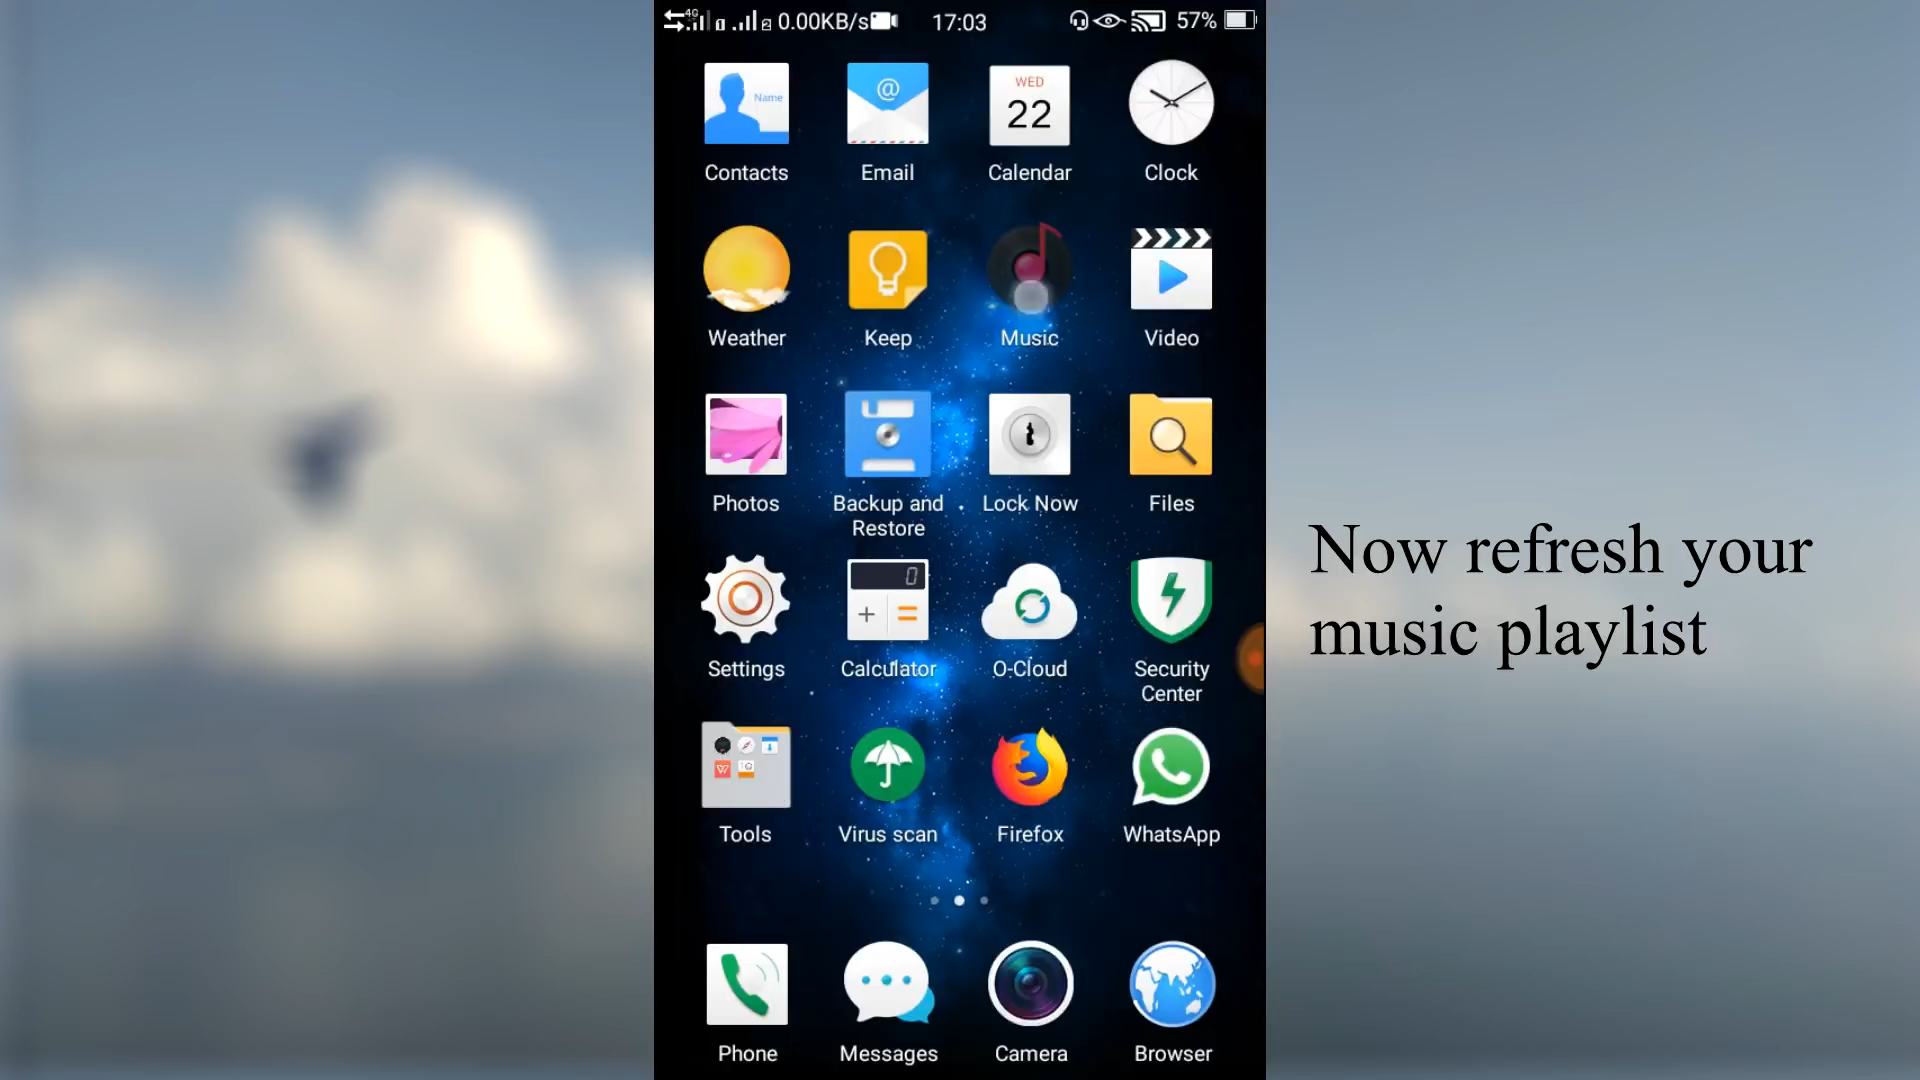 4G 0.00KB/s 17:03 57%
Name @ WED 22
Contacts Email Calendar Clock
Weather Keep Music Video
Photos Backup and Restore Lock Now Files
0
Settings Calculator O-Cloud Security Center
Tools Virus scan Firefox WhatsApp
Phone Messages Camera Browser
Now refresh your
music playlist